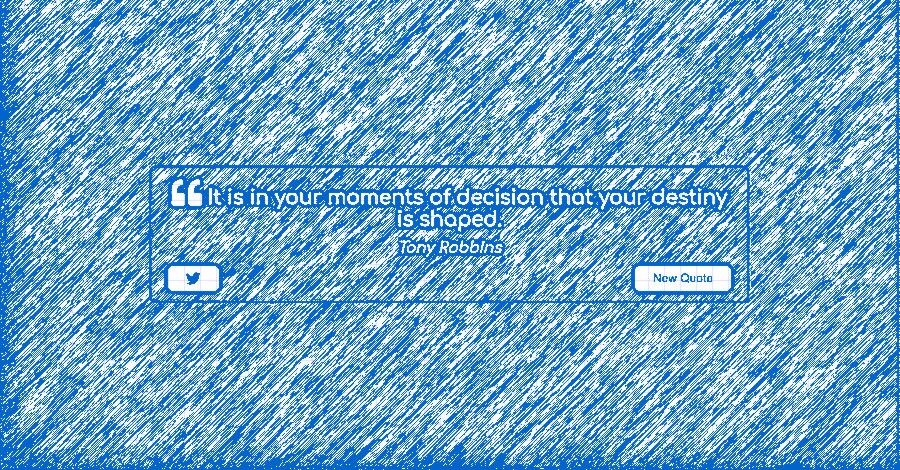 It is in your moments of decision that your destiny
is shaped.
Tony Robbins
New Quote